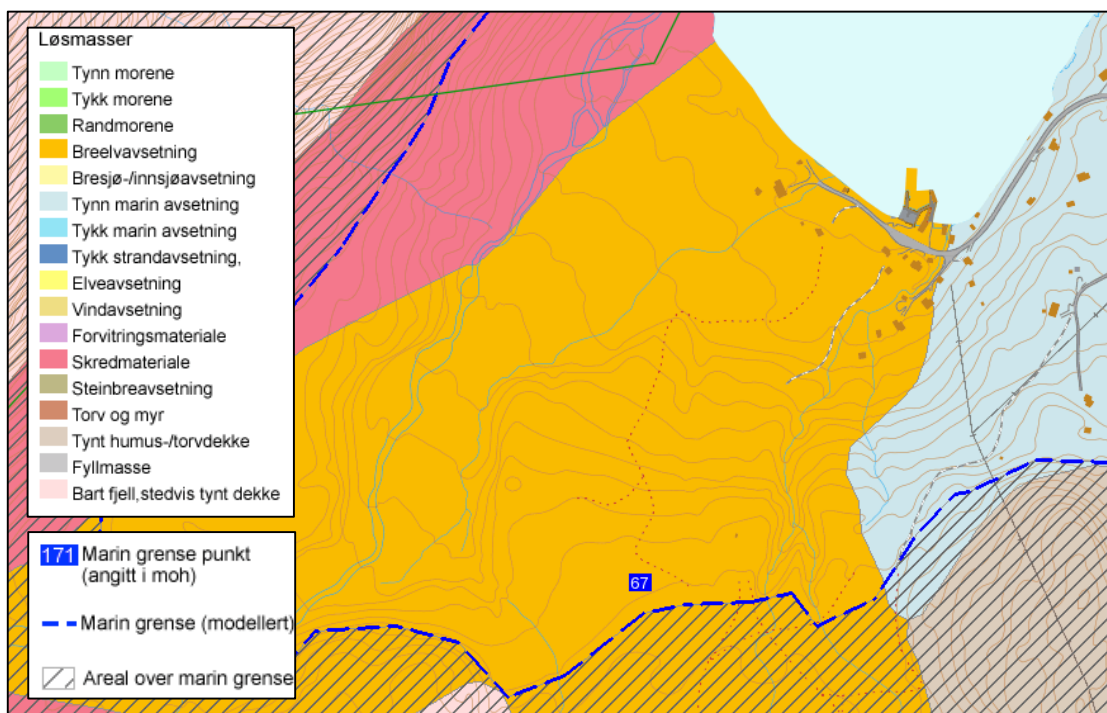 Løsmasser
Tynn morene
Tykk morene
Randmorene
Breelvavsetning
Bresjø-/innsjøavsetning
Tynn marin avsetning
Tykk marin avsetning
Tykk strandavsetning,
Elveavsetning
Vindavsetning
Forvitringsmateriale
Skredmateriale
Steinbreavsetning
Torv og myr
Tynt humus-/torvdekke
Fyllmasse
Bart fjell,stedvis tynt dekke
171 Marin grense punkt
(angitt i moh)
Marin grense (modellert)
Areal over marin grense
67